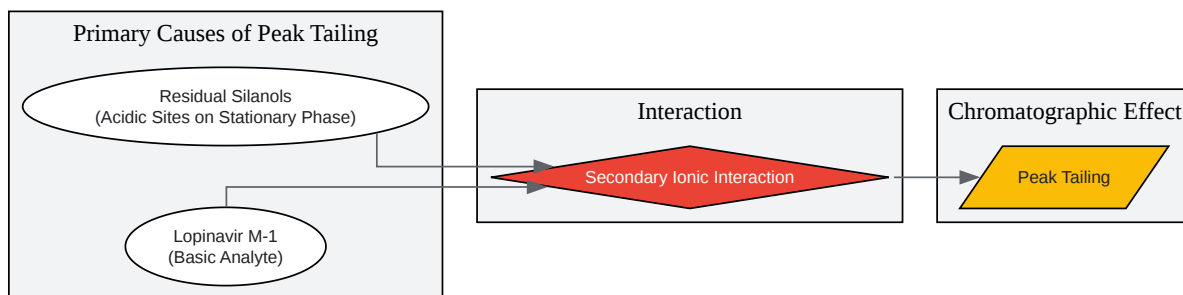 Primary Causes of Peak Tailing
Residual Silanols
(Acidic Sites on Stationary Phase)
Lopinavir M-1
(Basic Analyte)
Interaction
Secondary Ionic Interaction
Chromatographic Effect
Peak Tailing